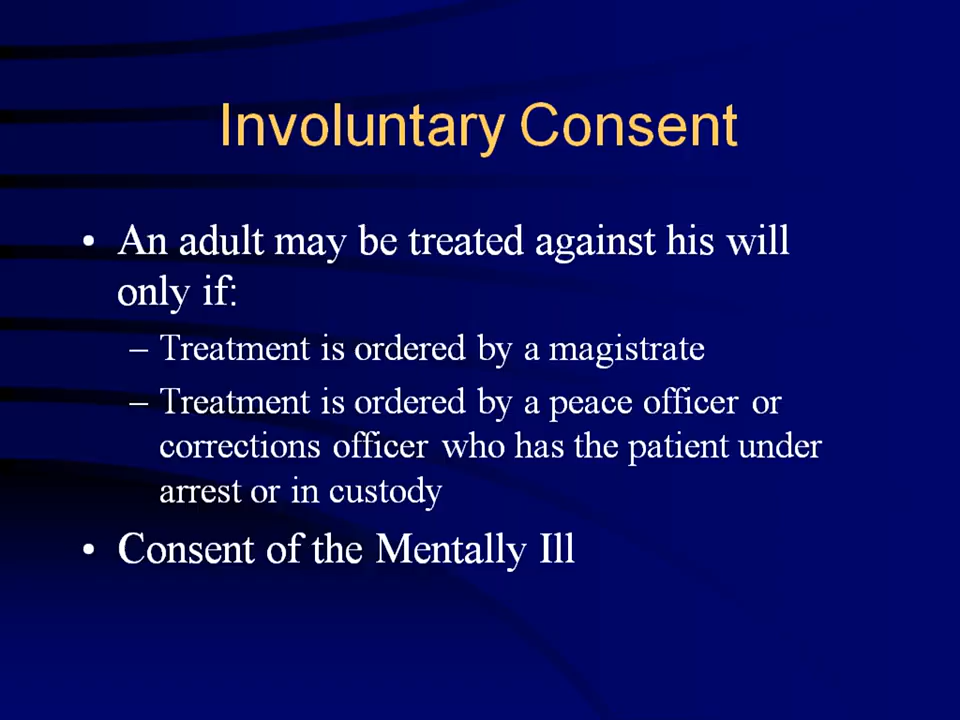 Involuntary Consent
• An adult may be treated against his will
only if:
– Treatment is ordered by a magistrate
– Treatment is ordered by a peace officer or
corrections officer who has the patient under
arrest or in custody
• Consent of the Mentally Ill